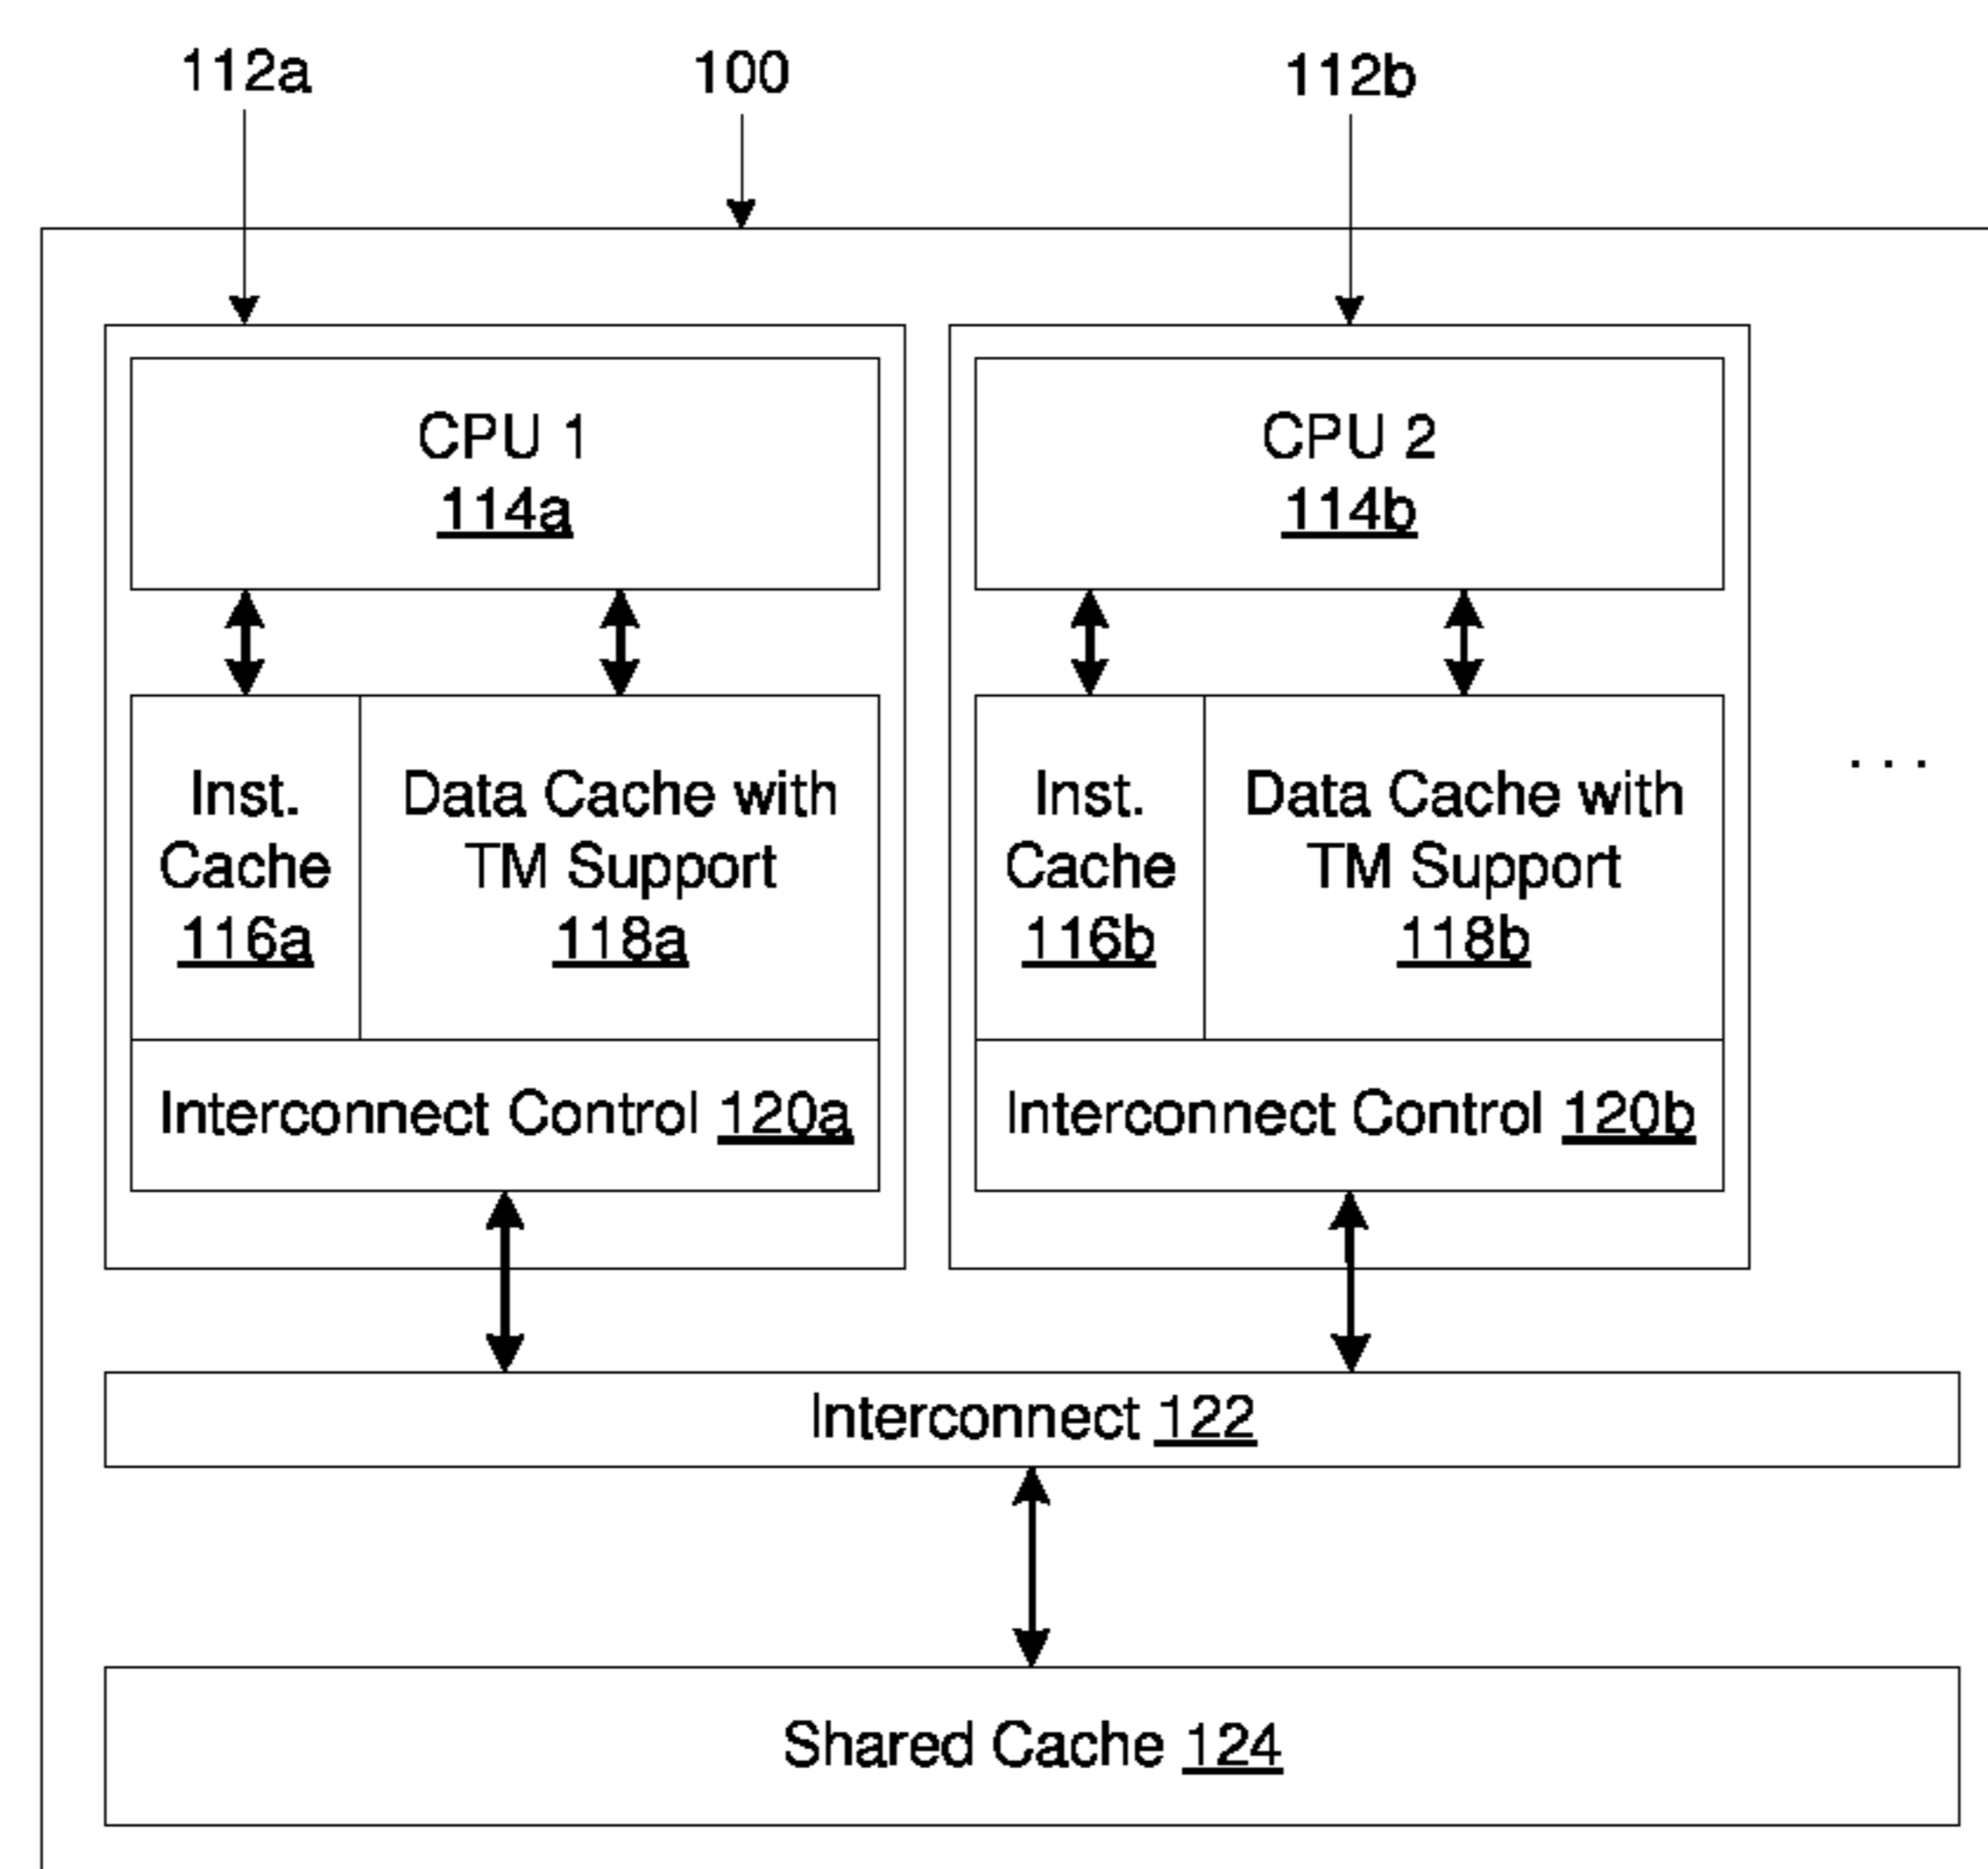 112a
100
112b
CPU 1
114a
CPU 2
114b
Inst.
Cache
116a
Data Cache with
TM Support
118a
Inst.
Cache
116b
Data Cache with
TM Support
118b
. . .
Interconnect Control 120a
Interconnect Control 120b
Interconnect 122
Shared Cache 124